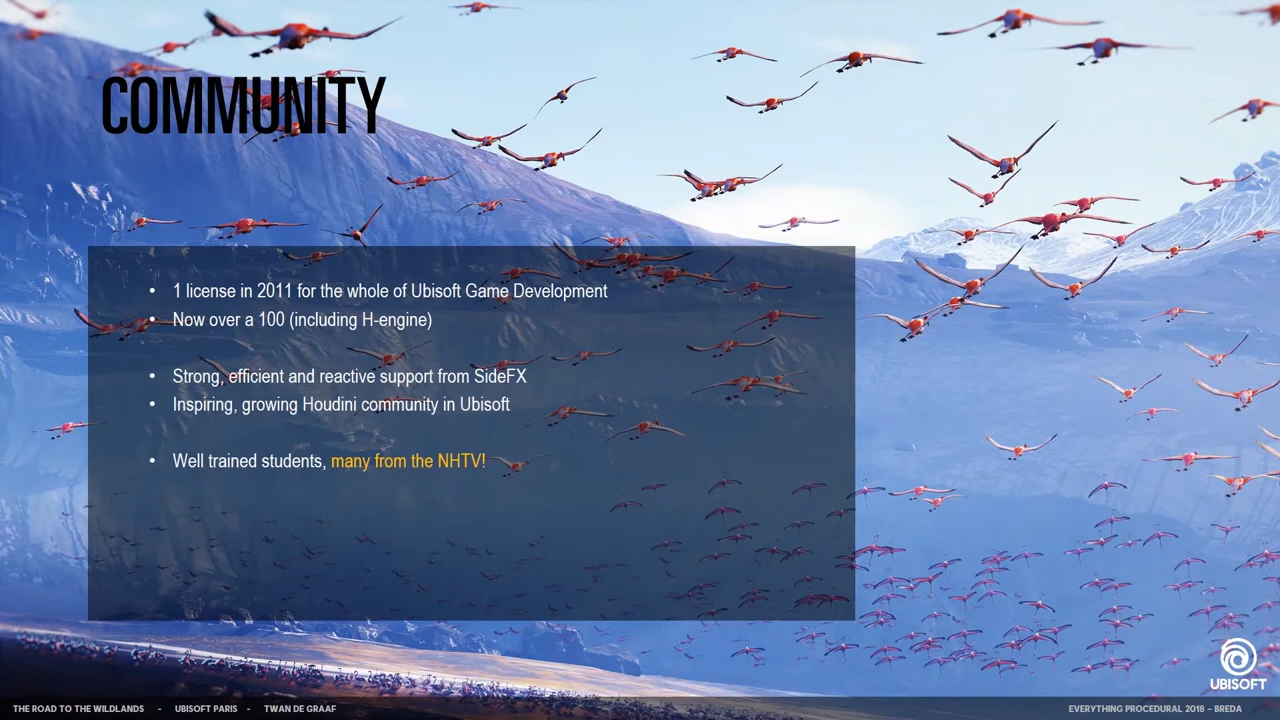 COMMUNITY
• 1 license in 2011 for the whole of Ubisoft Game Development
• Now over a 100 (including H-engine)
• Strong, efficient and reactive support from SideFX
• Inspiring, growing Houdini community in Ubisoft
• Well trained students, many from the NHTV!
UBISOFT
THE ROAD TO THE WILDLANDS - UBISOFT PARIS - TWAN DE GRAAF
EVERYTHING PROCEDURAL 2018 – BREDA